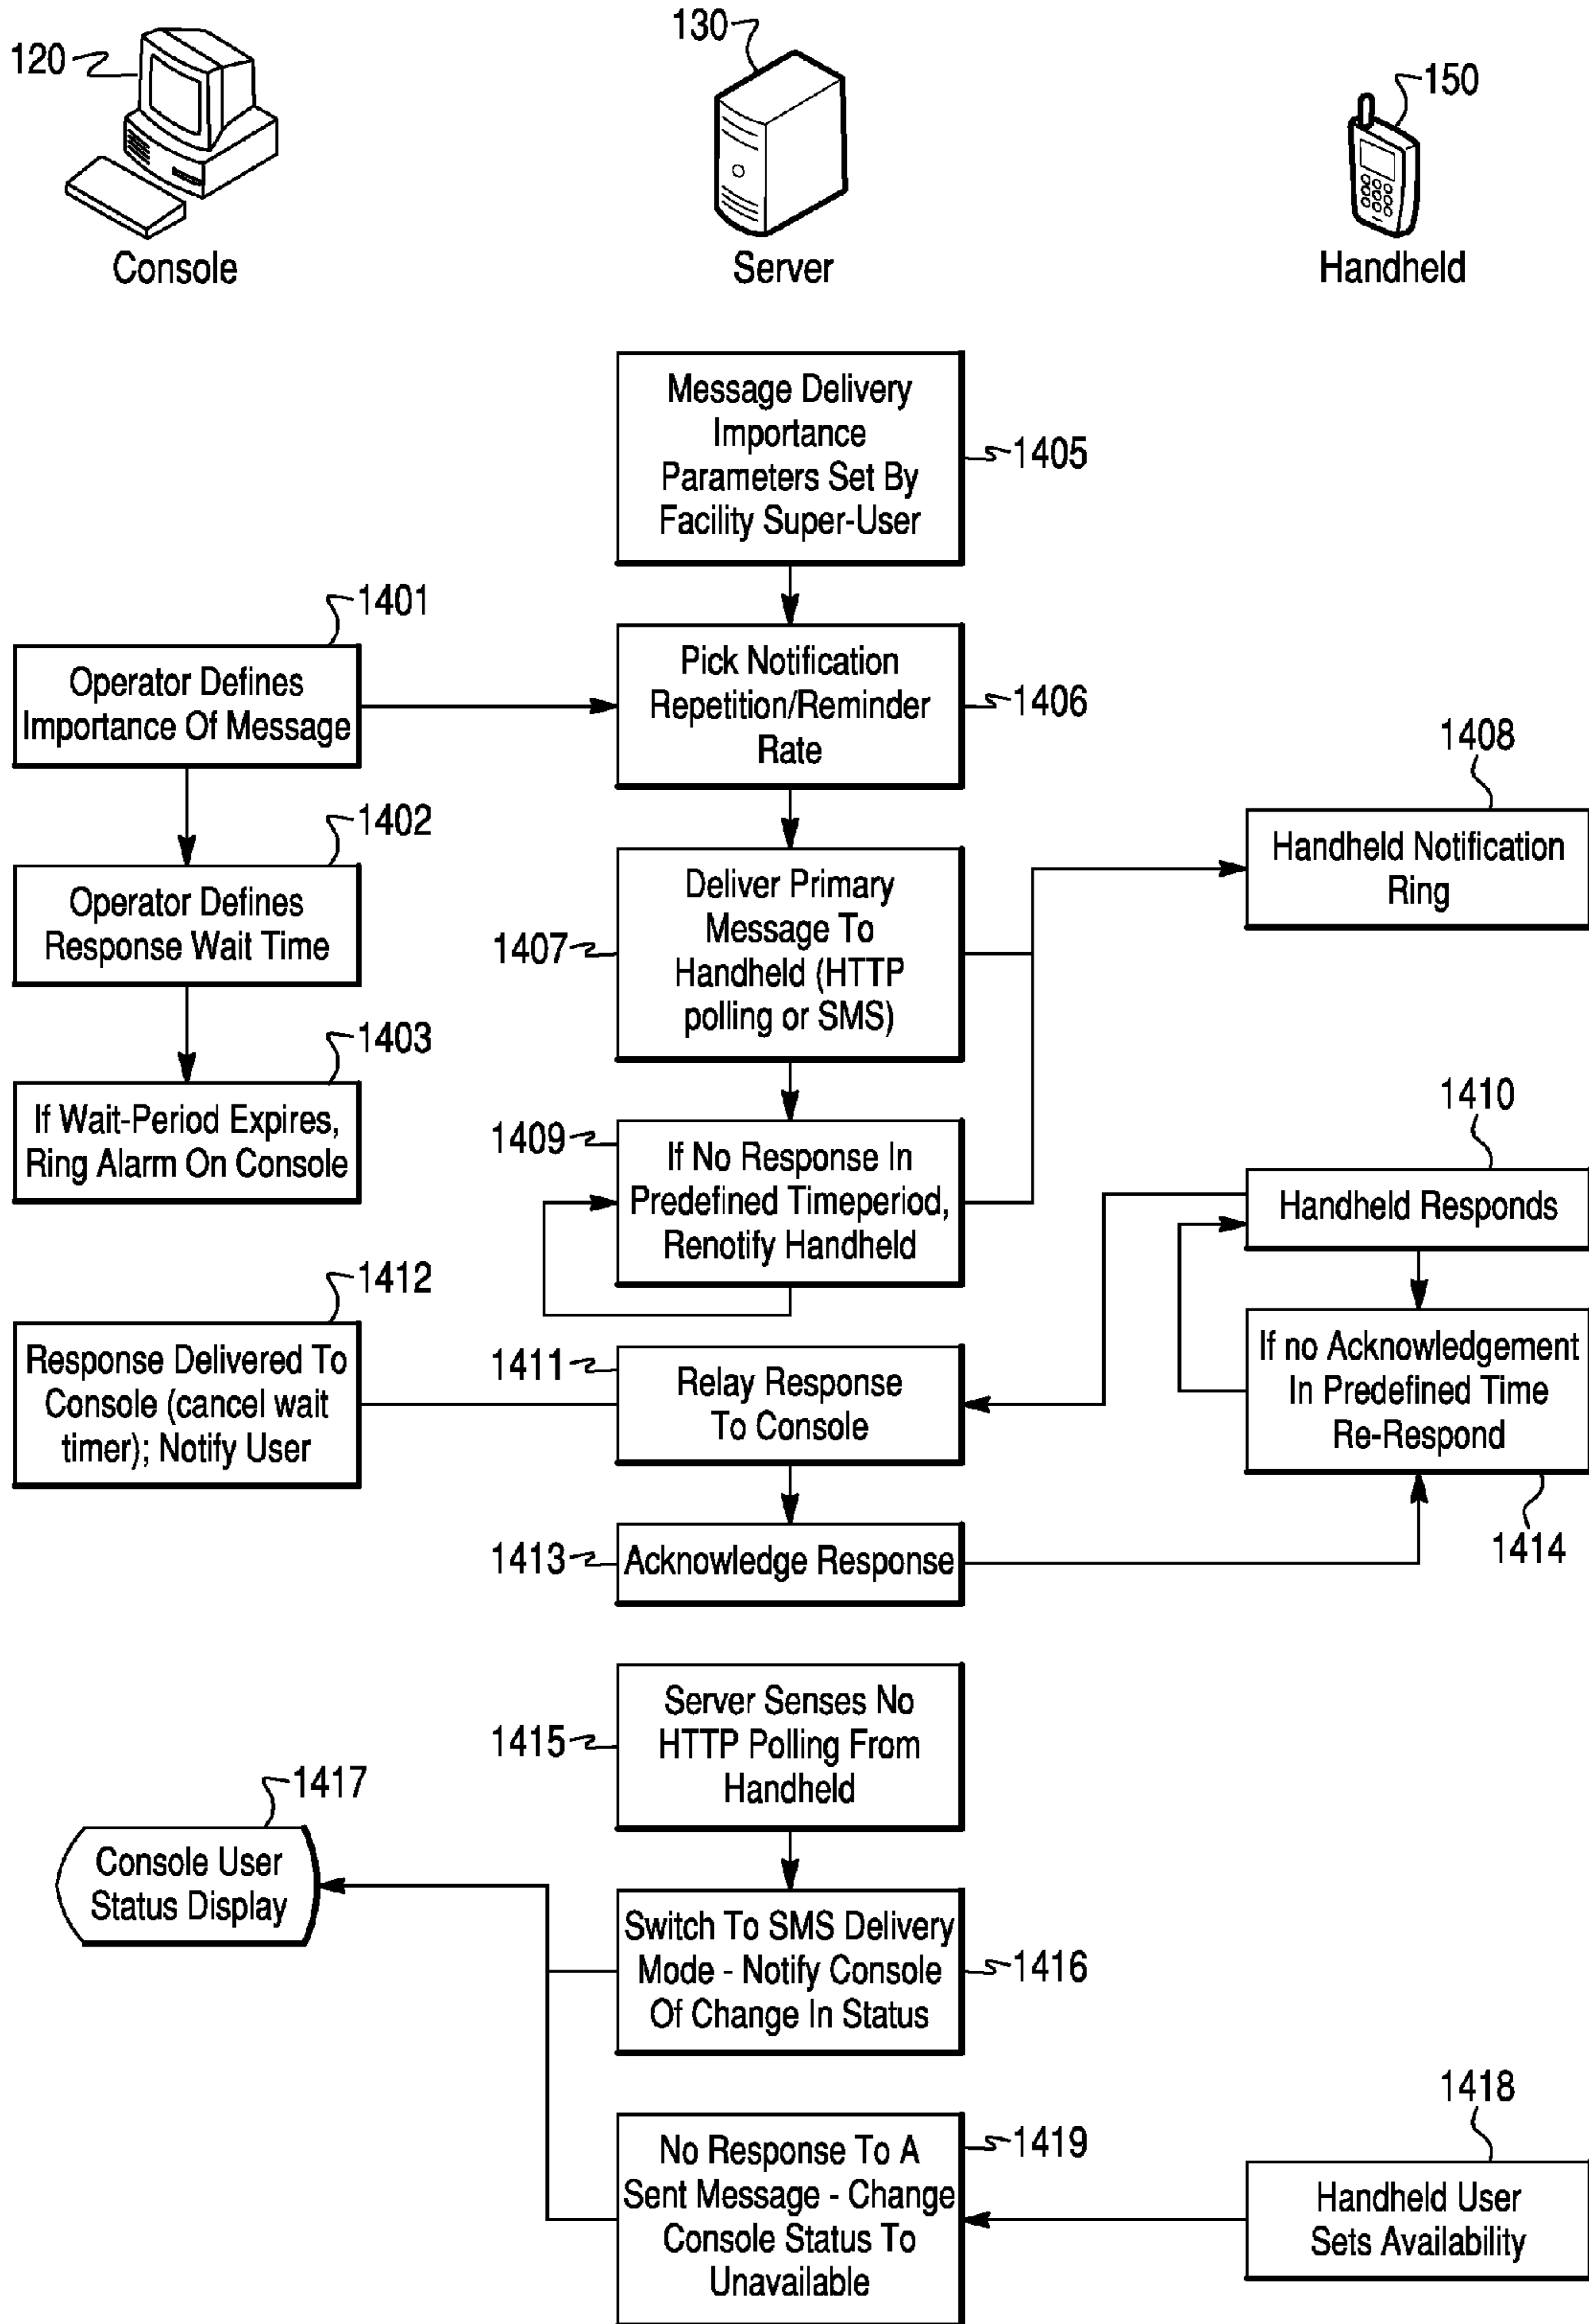 120
130
150
Console
Server
Handheld
Message Delivery
Importance
Parameters Set By
Facility Super-User
1405
1401
Operator Defines
Importance Of Message
Pick Notification
Repetition/Reminder
Rate
1406
1408
Handheld Notification
Ring
1402
Operator Defines
Response Wait Time
1407
Deliver Primary
Message To
Handheld (HTTP
polling or SMS)
1403
If Wait-Period Expires,
Ring Alarm On Console
1409
If No Response In
Predefined Timeperiod,
Renotify Handheld
1410
Handheld Responds
1412
Response Delivered To
Console (cancel wait
timer); Notify User
1411
Relay Response
To Console
If no Acknowledgement
In Predefined Time
Re-Respond
1414
1413
Acknowledge Response
1415
Server Senses No
HTTP Polling From
Handheld
1417
Console User
Status Display
Switch To SMS Delivery
Mode - Notify Console
Of Change In Status
1416
1419
No Response To A
Sent Message - Change
Console Status To
Unavailable
1418
Handheld User
Sets Availability